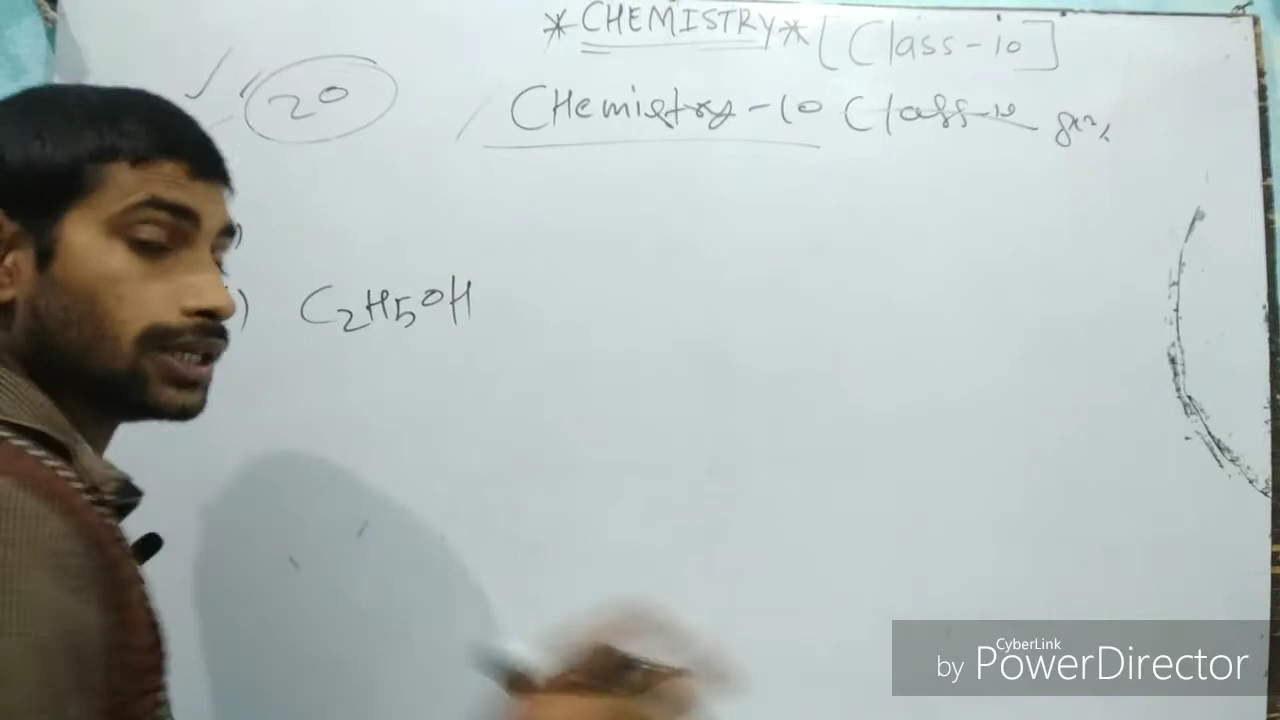 *CHEMISTRY* [Class-10]
20
CHemistry-10 Class-10
)
) C2H5OH
CyberLink
by PowerDirector